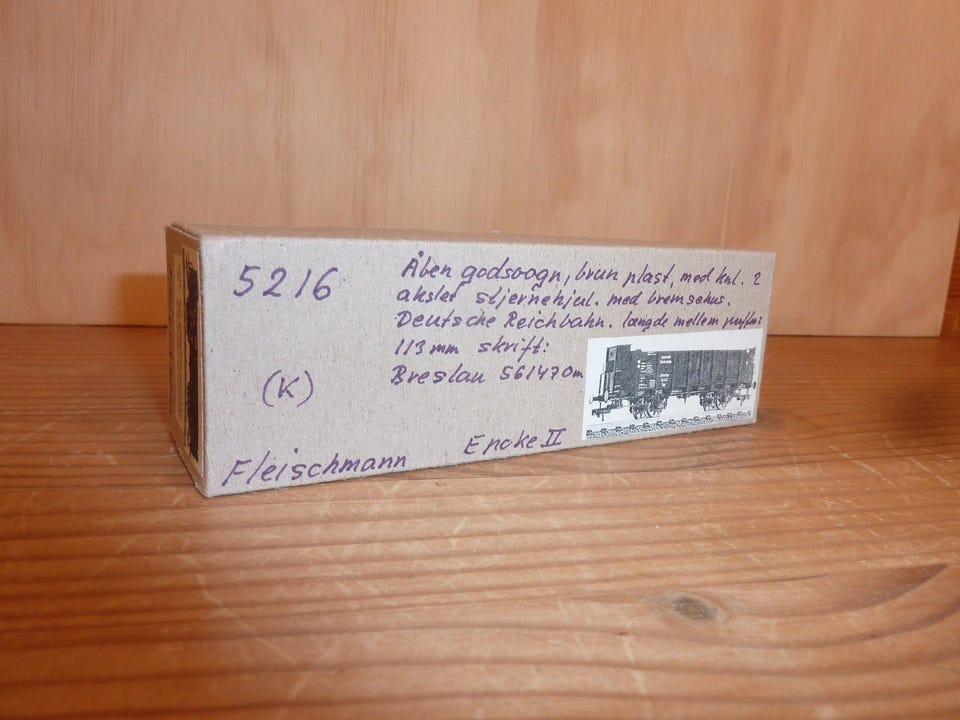 5216
Åben godsvogn, brun plast, med kul. 2
aksler stjernehjul. med bremsehus.
Deutsche Reichbahn. længde mellem puffer:
113 mm skrift:
Breslau 561470m
(K)
Epoke II
Fleischmann